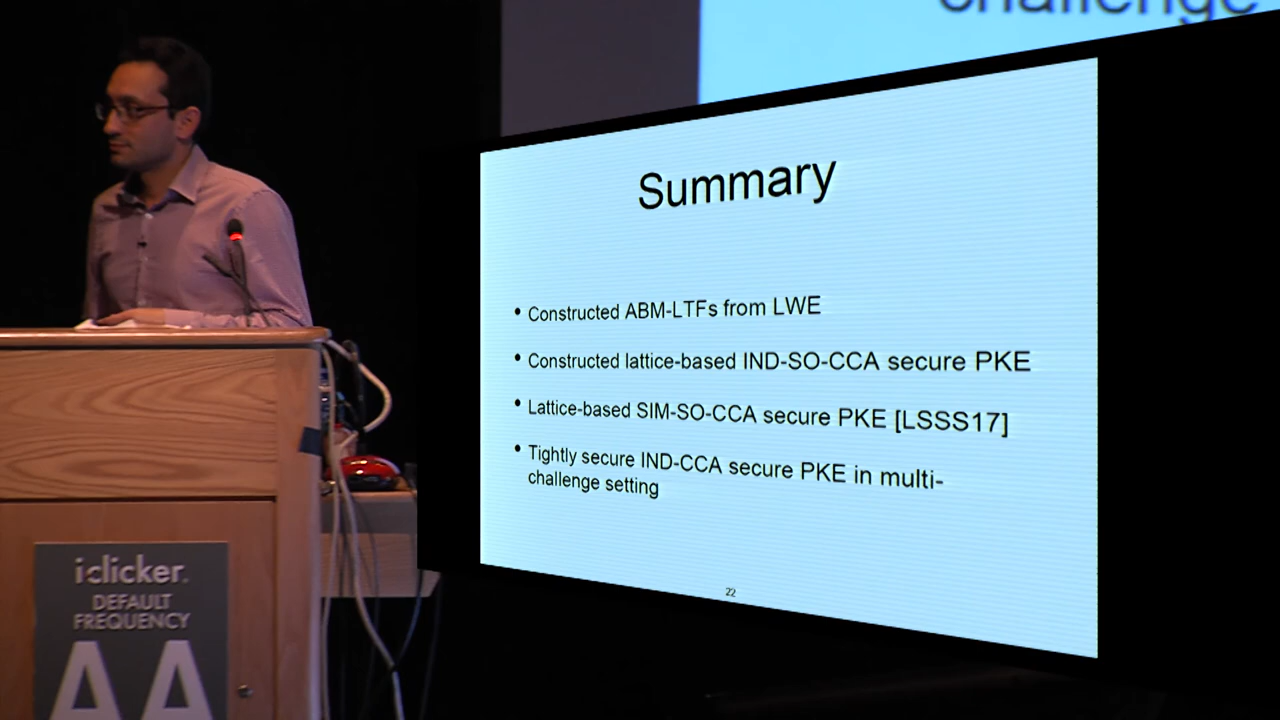 challenge
Summary
• Constructed ABM-LTFs from LWE
• Constructed lattice-based IND-SO-CCA secure PKE
• Lattice-based SIM-SO-CCA secure PKE [LSSS17]
• Tightly secure IND-CCA secure PKE in multi-
challenge setting
22
iclicker.
DEFAULT
FREQUENCY
AA